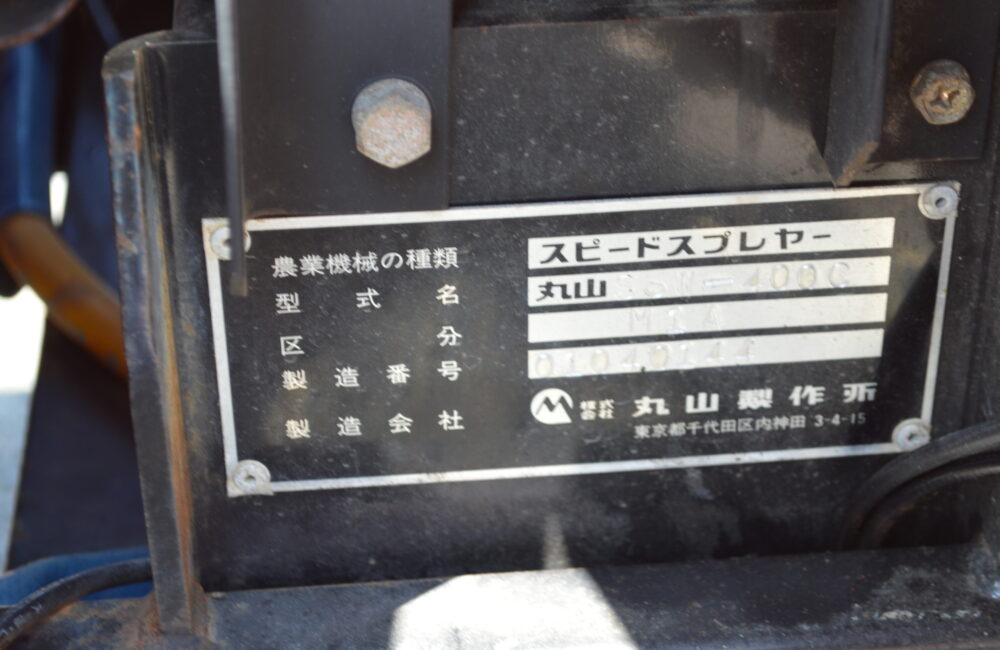 農業機械の種類 スピードスプレヤー
型式名 丸山 SSW-400C
区分
製造番号
製造会社 株式会社 丸山製作所
東京都千代田区内神田 3-4-15